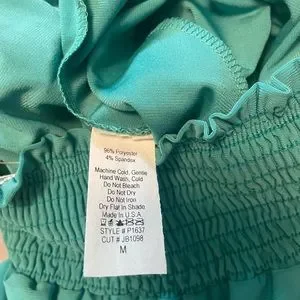 96% Polyester
4% Spandex
Machine Cold, Gentle
Hand Wash, Cold
Do Not Bleach
Do Not Dry
Do Not Iron
Dry Flat in Shade
Made In U.S.A.
STYLE # P1637
CUT # JB1098
M